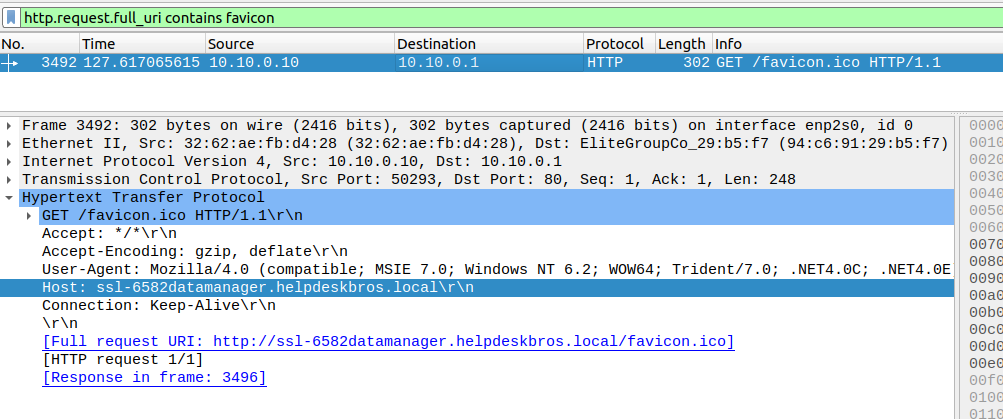 http.request.full_uri contains favicon
No. Time Source Destination Protocol Length Info
3492 127.617065615 10.10.0.10 10.10.0.1 HTTP 302 GET /favicon.ico HTTP/1.1
Frame 3492: 302 bytes on wire (2416 bits), 302 bytes captured (2416 bits) on interface enp2s0, id 0
Ethernet II, Src: 32:62:ae:fb:d4:28 (32:62:ae:fb:d4:28), Dst: EliteGroupCo_29:b5:f7 (94:c6:91:29:b5:f7)
Internet Protocol Version 4, Src: 10.10.0.10, Dst: 10.10.0.1
Transmission Control Protocol, Src Port: 50293, Dst Port: 80, Seq: 1, Ack: 1, Len: 248
Hypertext Transfer Protocol
GET /favicon.ico HTTP/1.1\r\n
Accept: */*\r\n
Accept-Encoding: gzip, deflate\r\n
User-Agent: Mozilla/4.0 (compatible; MSIE 7.0; Windows NT 6.2; WOW64; Trident/7.0; .NET4.0C; .NET4.0E
Host: ssl-6582datamanager.helpdeskbros.local\r\n
Connection: Keep-Alive\r\n
\r\n
[Full request URI: http://ssl-6582datamanager.helpdeskbros.local/favicon.ico]
[HTTP request 1/1]
[Response in frame: 3496]
0000
0010
0020
0030
0040
0050
0060
0070
0080
0090
00a0
00b0
00c0
00d0
00e0
00f0
0100
0110